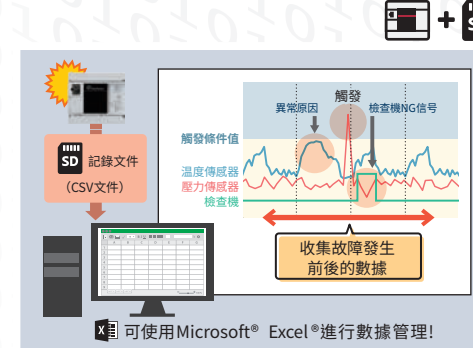 + S
觸發
異常原因
檢查機NG信号
觸發條件值
温度傳感器
壓力傳感器
檢查機
SD 記錄文件
（CSV文件）
收集故障發生
前後的數據
可使用Microsoft® Excel®進行數據管理!